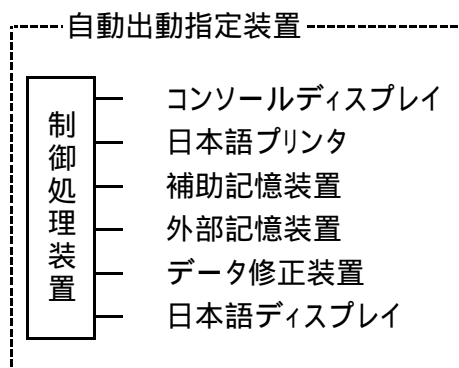 自動出動指定装置
制御処理装置
コンソールディスプレイ
日本語プリンタ
補助記憶装置
外部記憶装置
データ修正装置
日本語ディスプレイ